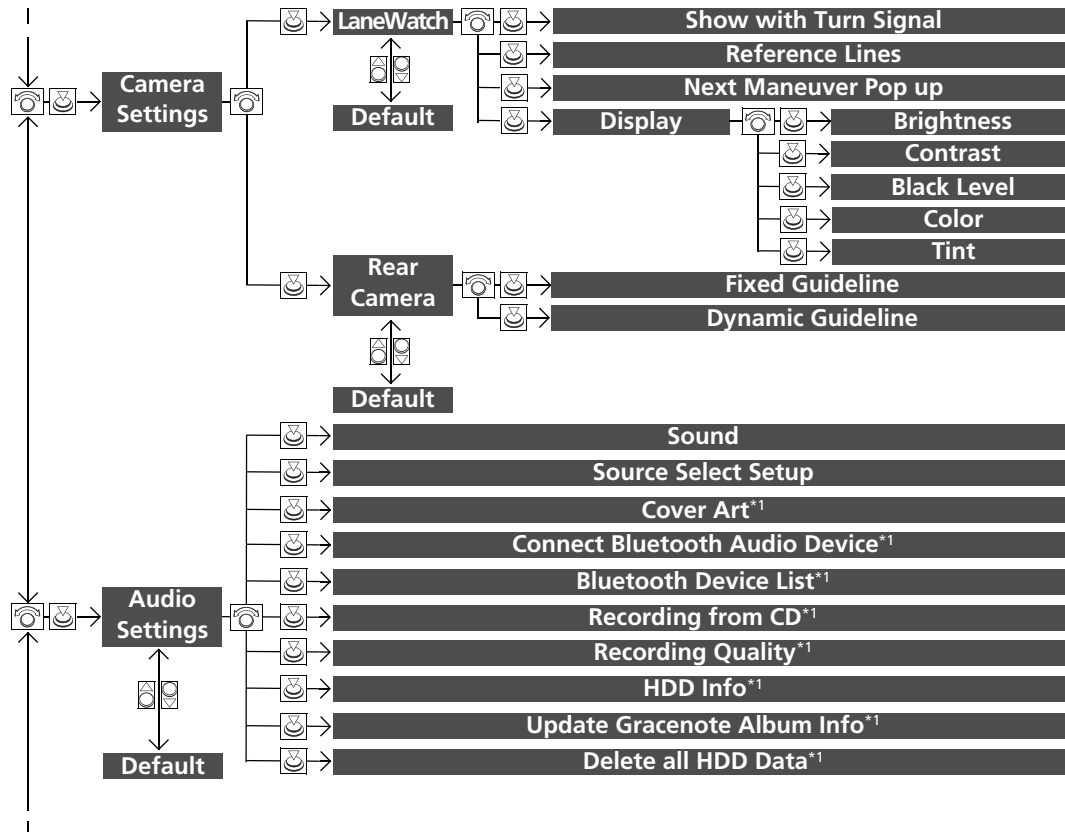 LaneWatch
Show with Turn Signal
Reference Lines
Next Maneuver Pop up
Camera
Settings
Default
Display
Brightness
Contrast
Black Level
Color
Tint
Rear
Camera
Fixed Guideline
Dynamic Guideline
Default
Sound
Source Select Setup
Cover Art*1
Connect Bluetooth Audio Device*1
Bluetooth Device List*1
Audio
Settings
Recording from CD*1
Recording Quality*1
HDD Info*1
Update Gracenote Album Info*1
Default
Delete all HDD Data*1